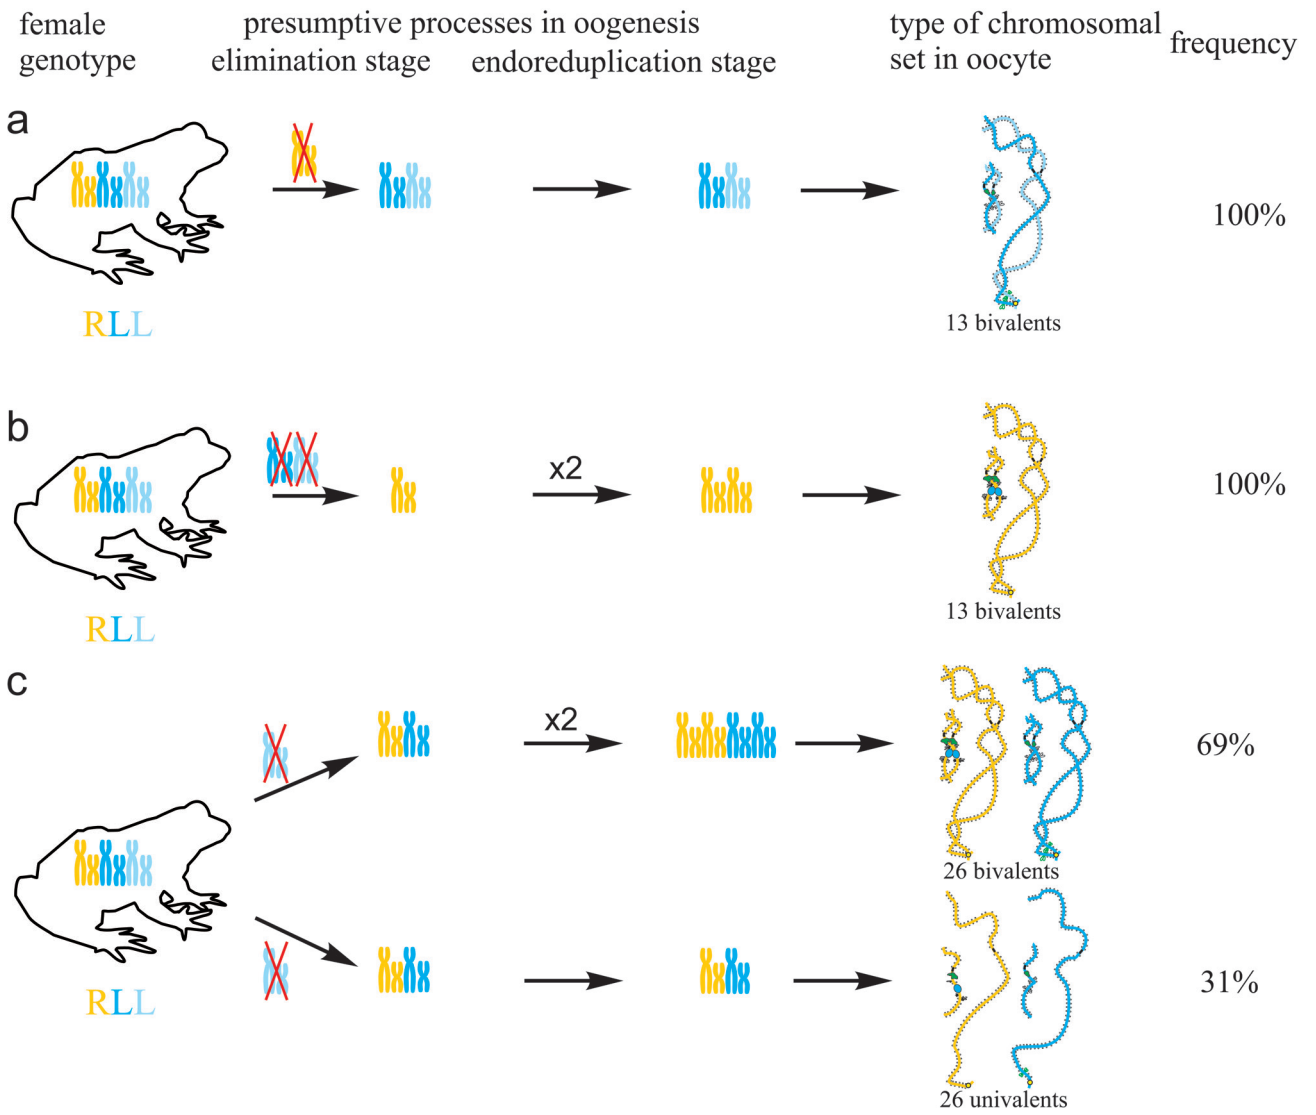 female
genotype
presumptive processes in oogenesis
elimination stage
endoreduplication stage
type of chromosomal
set in oocyte
frequency
a
RLL
13 bivalents
100%
b
x2
RLL
13 bivalents
100%
c
x2
26 bivalents
69%
RLL
26 univalents
31%